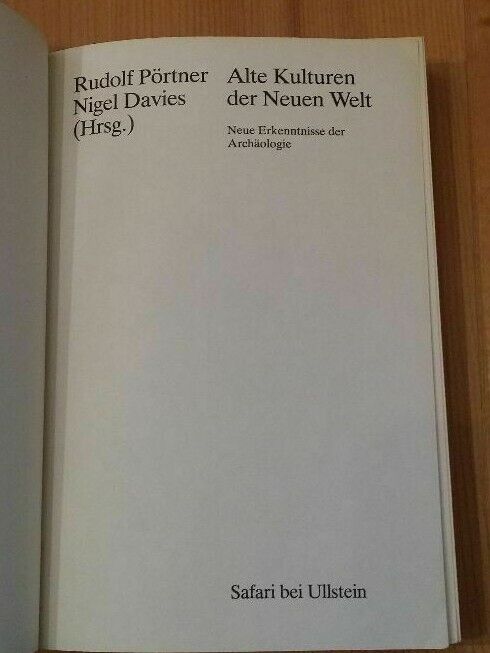 Rudolf Pörtner
Nigel Davies
(Hrsg.)
Alte Kulturen
der Neuen Welt
Neue Erkenntnisse der
Archäologie
Safari bei Ullstein